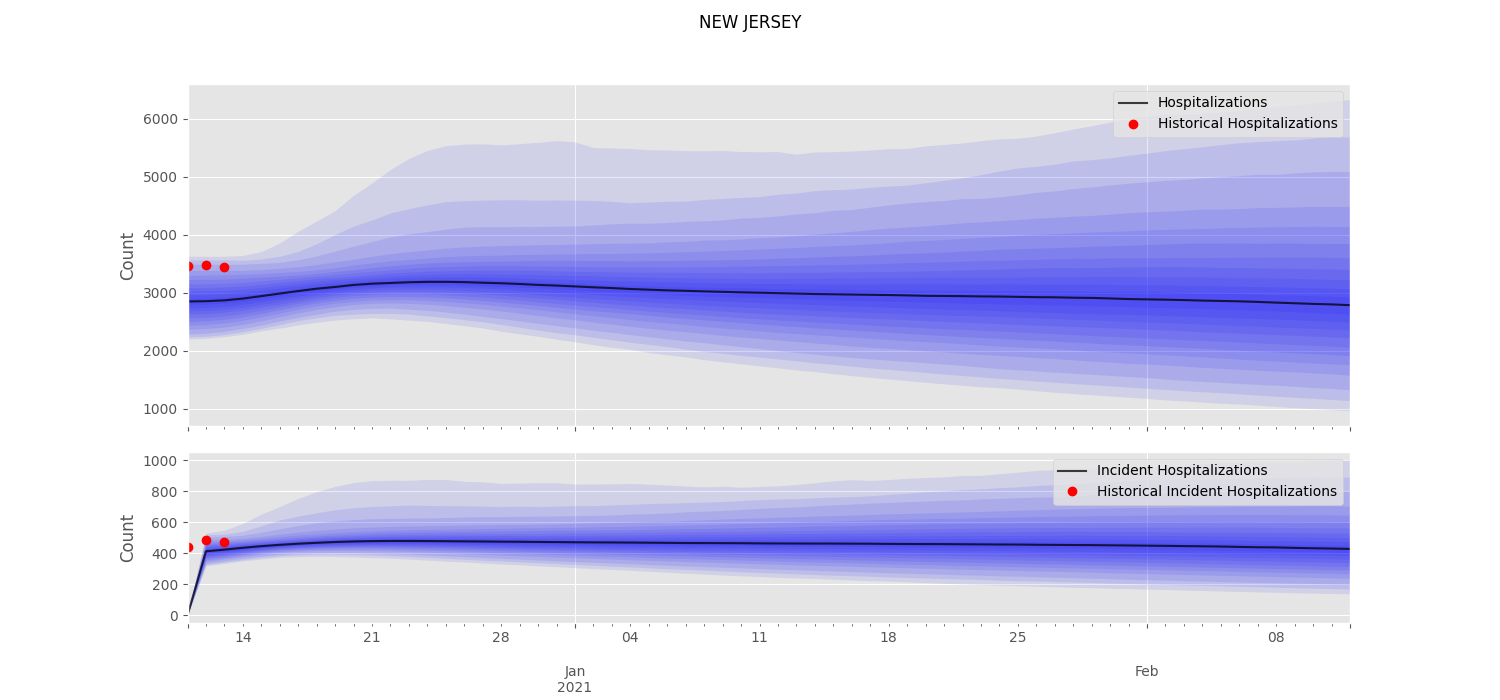 NEW JERSEY
Hospitalizations
Historical Hospitalizations
6000
5000
4000
3000
2000
1000
Count
Incident Hospitalizations
Historical Incident Hospitalizations
1000
800
600
400
200
0
Count
14 21 28 04 11 18 25 08
Jan Feb
2021